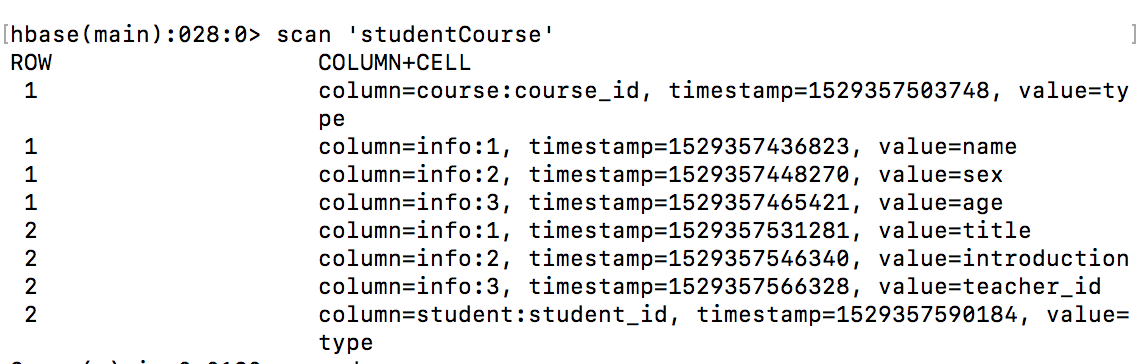 [hbase(main):028:0> scan 'studentCourse' ]
ROW COLUMN+CELL
1 column=course:course_id, timestamp=1529357503748, value=ty
pe
1 column=info:1, timestamp=1529357436823, value=name
1 column=info:2, timestamp=1529357448270, value=sex
1 column=info:3, timestamp=1529357465421, value=age
2 column=info:1, timestamp=1529357531281, value=title
2 column=info:2, timestamp=1529357546340, value=introduction
2 column=info:3, timestamp=1529357566328, value=teacher_id
2 column=student:student_id, timestamp=1529357590184, value=
type